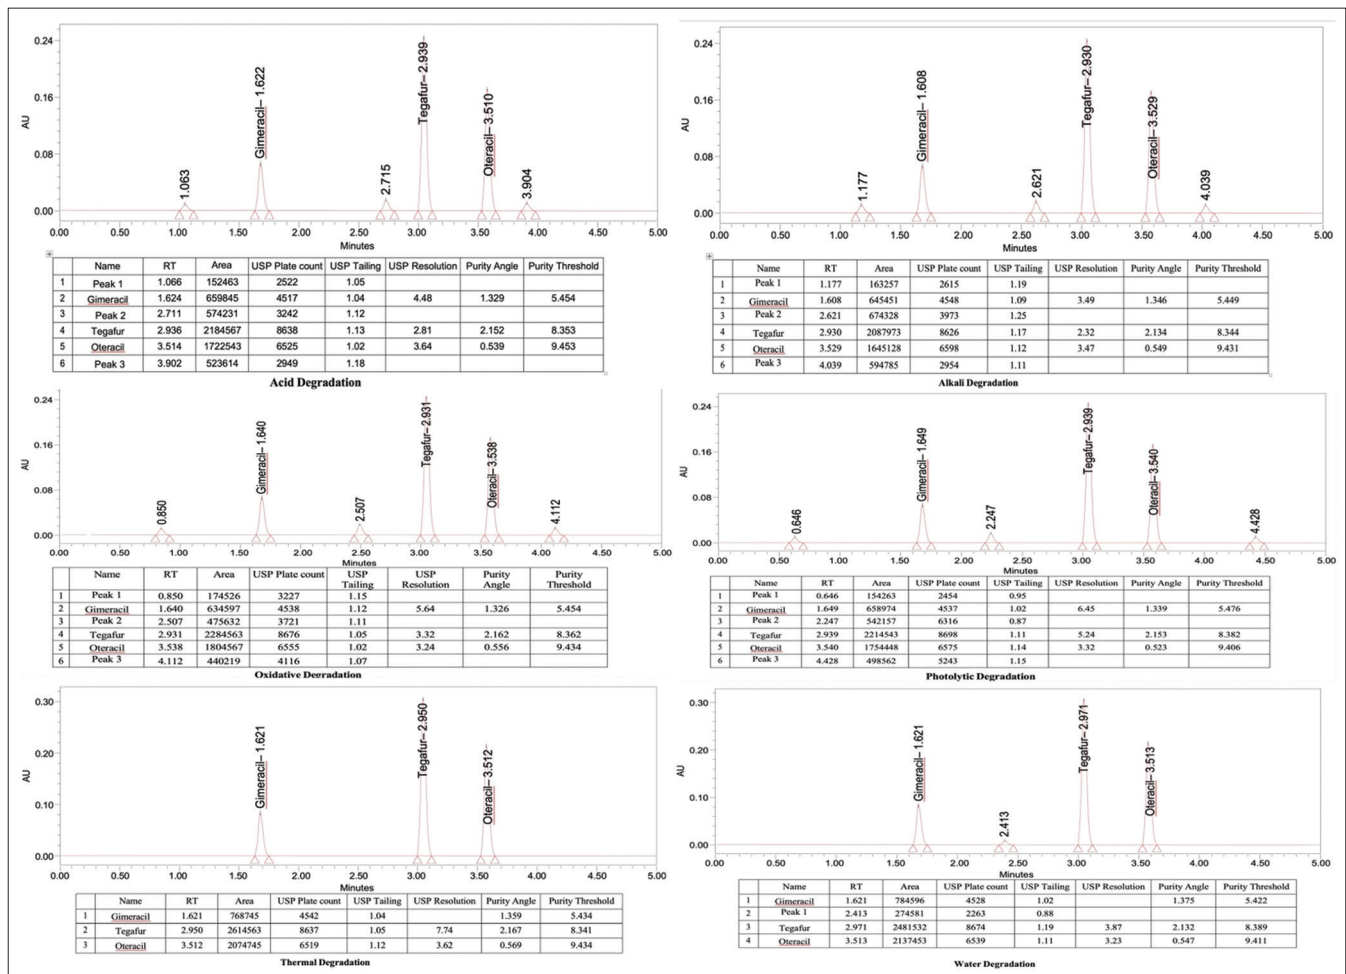 0.24
0.16
0.08
0.00
AU
1.063
Gimeracil– 1.622
2.715
Tegafur–2.939
Oteracil–3.510
3.904
0.00 0.50 1.00 1.50 2.00 2.50 3.00 3.50 4.00 4.50 5.00
Minutes
Name RT Area USP Plate count USP Tailing USP Resolution Purity Angle Purity Threshold
1 Peak 1 1.066 152463 2522 1.05
2 Gimeracil 1.624 659845 4517 1.04 4.48 1.329 5.454
3 Peak 2 2.711 574231 3242 1.12
4 Tegafur 2.936 2184567 8638 1.13 2.81 2.152 8.353
5 Oteracil 3.514 1722543 6525 1.02 3.64 0.539 9.453
6 Peak 3 3.902 523614 2949 1.18
Acid Degradation
0.24
0.16
0.08
0.00
AU
1.177
Gimeracil– 1.608
2.621
Tegafur–2.930
Oteracil–3.529
4.039
0.00 0.50 1.00 1.50 2.00 2.50 3.00 3.50 4.00 4.50 5.00
Minutes
Name RT Area USP Plate count USP Tailing USP Resolution Purity Angle Purity Threshold
1 Peak 1 1.177 163257 2615 1.19
2 Gimeracil 1.608 645451 4548 1.09 3.49 1.346 5.449
3 Peak 2 2.621 674328 3973 1.25
4 Tegafur 2.930 2087973 8626 1.17 2.32 2.134 8.344
5 Oteracil 3.529 1645128 6598 1.12 3.47 0.549 9.431
6 Peak 3 4.039 594785 2954 1.11
Alkali Degradation
0.24
0.16
0.08
0.00
AU
0.850
Gimeracil– 1.640
2.507
Tegafur–2.931
Oteracil–3.538
4.112
0.00 0.50 1.00 1.50 2.00 2.50 3.00 3.50 4.00 4.50 5.00
Minutes
Name RT Area USP Plate count USP Tailing USP Resolution Purity Angle Purity Threshold
1 Peak 1 0.850 174526 3227 1.15
2 Gimeracil 1.640 634597 4538 1.12 5.64 1.326 5.454
3 Peak 2 2.507 475632 3721 1.11
4 Tegafur 2.931 2284563 8676 1.05 3.32 2.162 8.362
5 Oteracil 3.538 1804567 6555 1.02 3.24 0.556 9.434
6 Peak 3 4.112 440219 4116 1.07
Oxidative Degradation
0.24
0.16
0.08
0.00
AU
0.646
Gimeracil– 1.649
2.247
Tegafur–2.939
Oteracil–3.540
4.428
0.00 0.50 1.00 1.50 2.00 2.50 3.00 3.50 4.00 4.50 5.00
Minutes
Name RT Area USP Plate count USP Tailing USP Resolution Purity Angle Purity Threshold
1 Peak 1 0.646 154263 2454 0.95
2 Gimeracil 1.649 658974 4537 1.02 6.45 1.339 5.476
3 Peak 2 2.247 542157 6316 0.87
4 Tegafur 2.939 2214543 8698 1.11 5.24 2.153 8.382
5 Oteracil 3.540 1754448 6575 1.14 3.32 0.523 9.406
6 Peak 3 4.428 498562 5243 1.15
Photolytic Degradation
0.30
0.20
0.10
0.00
AU
Gimeracil– 1.621
Tegafur–2.950
Oteracil–3.512
0.00 0.50 1.00 1.50 2.00 2.50 3.00 3.50 4.00 4.50 5.00
Minutes
Name RT Area USP Plate count USP Tailing USP Resolution Purity Angle Purity Threshold
1 Gimeracil 1.621 768745 4542 1.04 1.359 5.434
2 Tegafur 2.950 2614563 8637 1.05 7.74 2.167 8.341
3 Oteracil 3.512 2074745 6519 1.12 3.62 0.569 9.434
Thermal Degradation
0.30
0.20
0.10
0.00
AU
Gimeracil– 1.621
2.413
Tegafur–2.971
Oteracil–3.513
0.00 0.50 1.00 1.50 2.00 2.50 3.00 3.50 4.00 4.50 5.00
Minutes
Name RT Area USP Plate count USP Tailing USP Resolution Purity Angle Purity Threshold
1 Gimeracil 1.621 784596 4528 1.02 1.375 5.422
2 Peak 1 2.413 274581 2263 0.88
3 Tegafur 2.971 2481532 8674 1.19 3.87 2.132 8.389
4 Oteracil 3.513 2137453 6539 1.11 3.23 0.547 9.411
Water Degradation